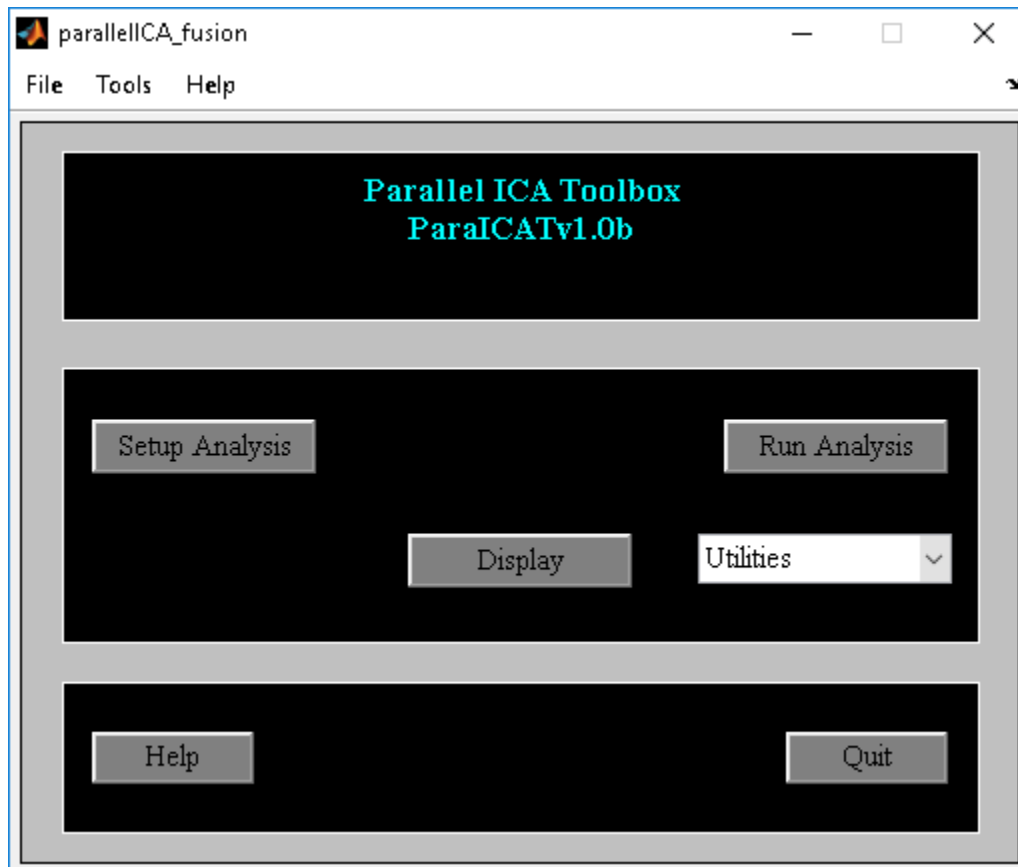 parallelICA_fusion
File Tools Help
Parallel ICA Toolbox
ParaICATv1.0b
Setup Analysis Run Analysis
Display Utilities
Help Quit